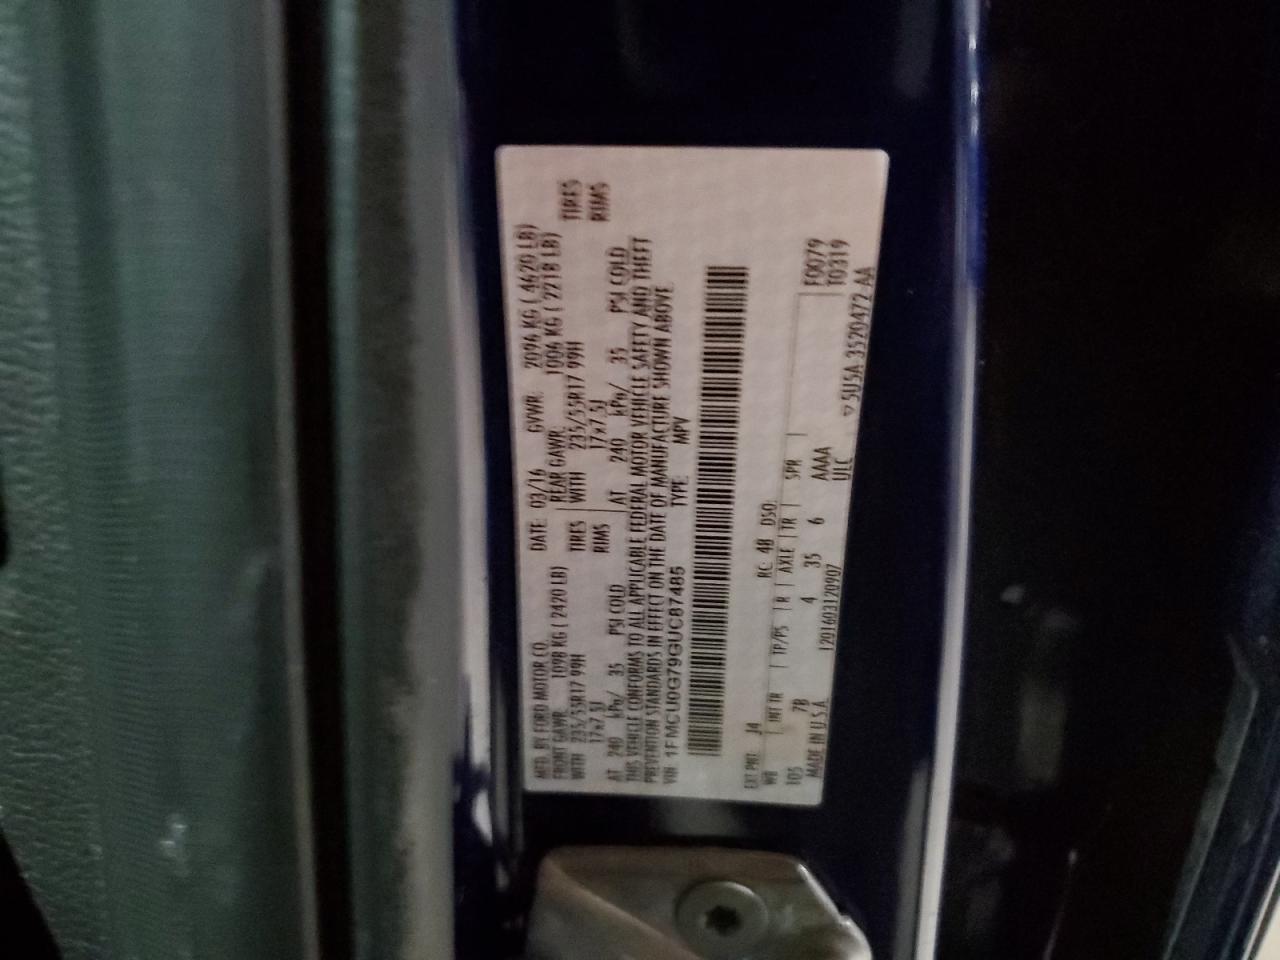 MFD. BY FORD MOTOR CO.
DATE: 03/16 GVWR: 2096 KG ( 4620 LB)
FRONT GAWR: 1098 KG ( 2420 LB) REAR GAWR: 1006 KG ( 2218 LB)
WITH 235/55R17 99H TIRES WITH 235/55R17 99H TIRES
17x7.5J RIMS 17x7.5J RIMS
AT 240 kPa/ 35 PSI COLD AT 240 kPa/ 35 PSI COLD
THIS VEHICLE CONFORMS TO ALL APPLICABLE FEDERAL MOTOR VEHICLE SAFETY AND THEFT
PREVENTION STANDARDS IN EFFECT ON THE DATE OF MANUFACTURE SHOWN ABOVE.
VIN: 1FMCU0G79GUC87485 TYPE: MPV
EXT PNT: J4 RC: 48 DSO:
WB INT TR TP/PS R AXLE TR SPR F0079
105 7B 4 35 6 AAAA T0319
MADE IN U.S.A. 120160312090? UCC
▽5U5A-3520472-AA